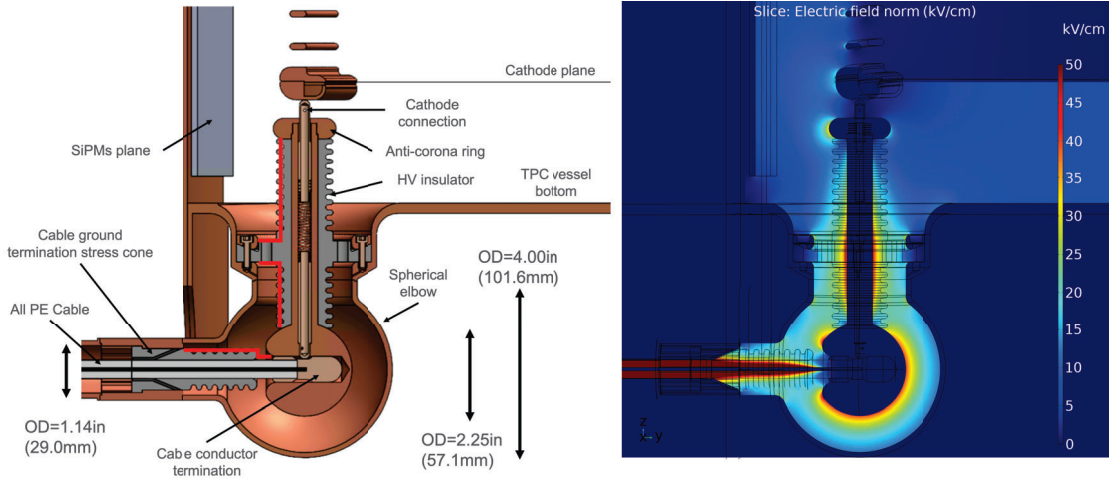 Cathode plane
Cathode
connection
SiPMs plane
Anti-corona ring
HV insulator
TPC vessel
bottom
Cable ground
termination stress cone
OD=4.00in
(101.6mm)
Spherical
elbow
All PE Cable
OD=1.14in
(29.0mm)
OD=2.25in
(57.1mm)
Cable conductor
termination
Slice: Electric field norm (kV/cm)
kV/cm
50
45
40
35
30
25
20
15
10
5
0
z
x
y